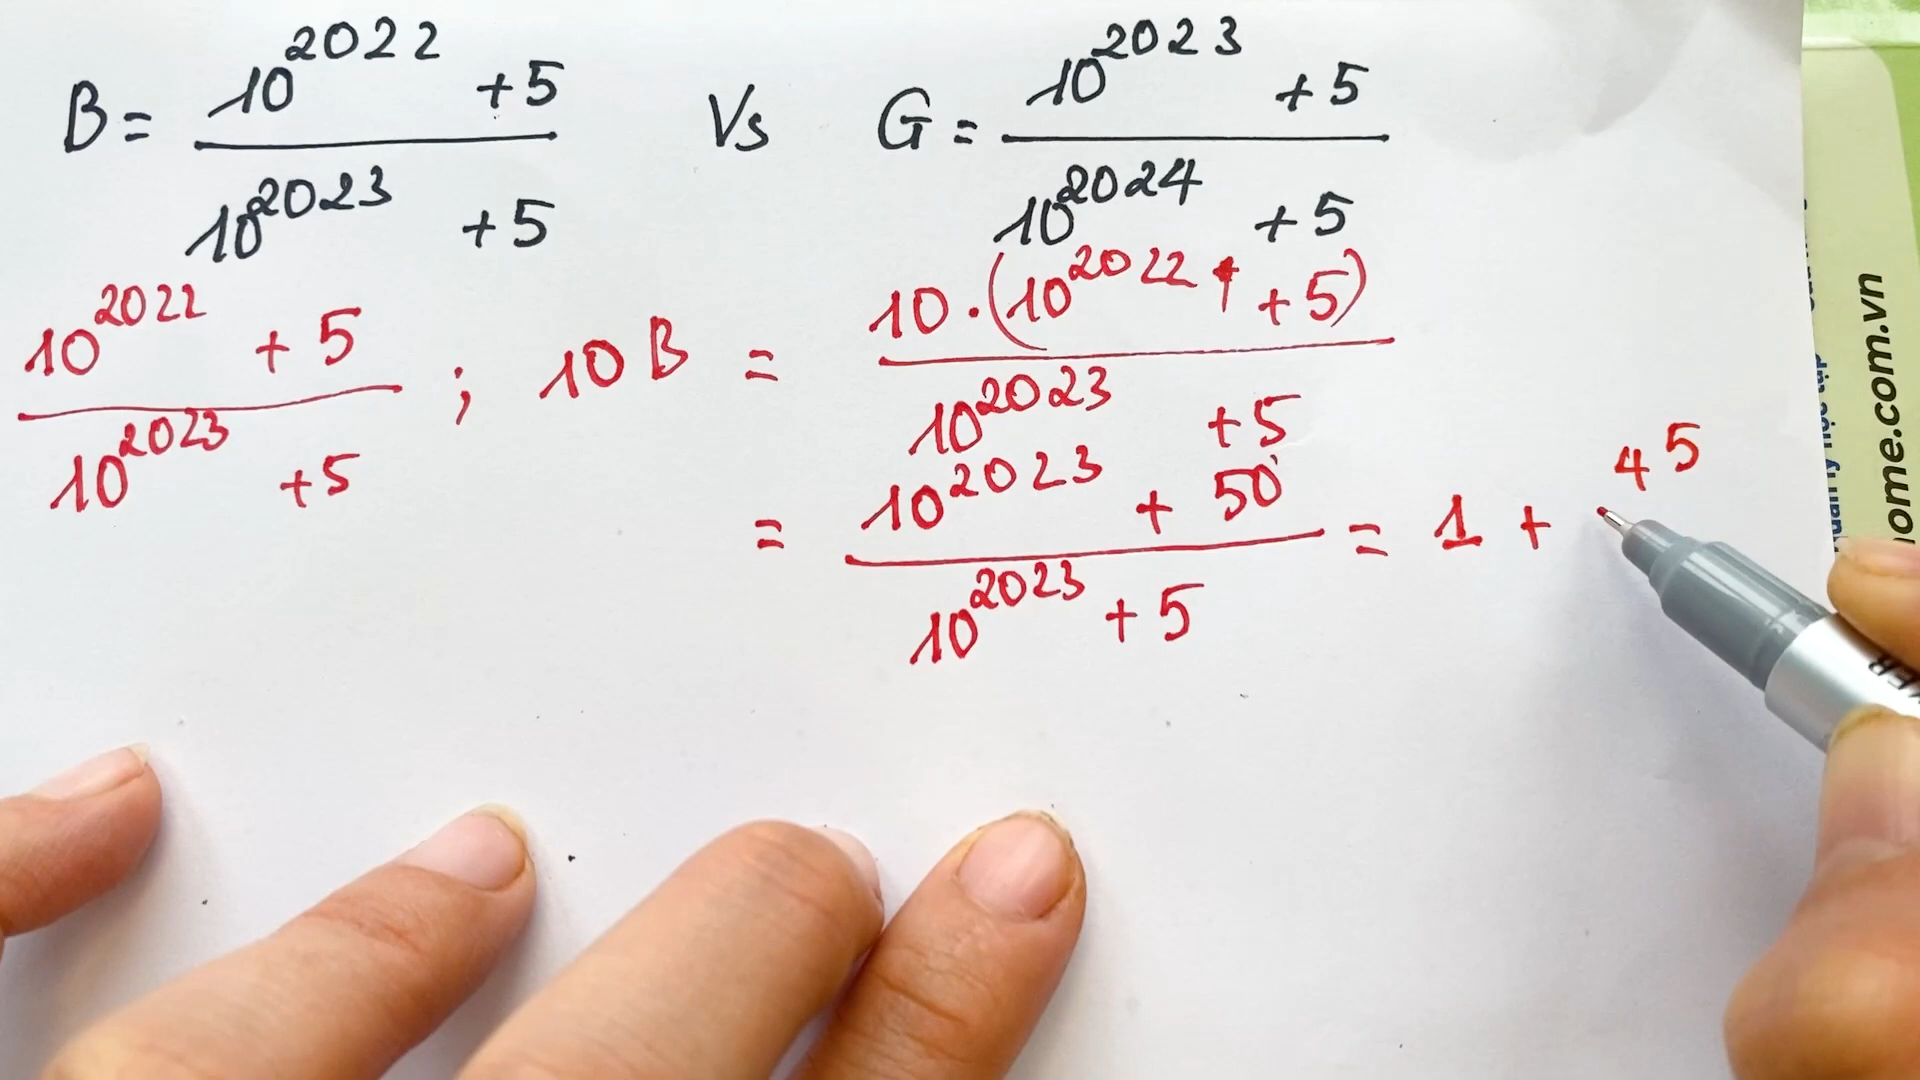 B = 10^2022 + 5 / 10^2023 + 5 Vs G = 10^2023 + 5 / 10^2024 + 5
10^2022 + 5 / 10^2023 + 5 ; 10 B = 10 . (10^2022 + 5) / 10^2023 + 5
= 10^2023 + 50 / 10^2023 + 5 = 1 + 45
ome.com.vn